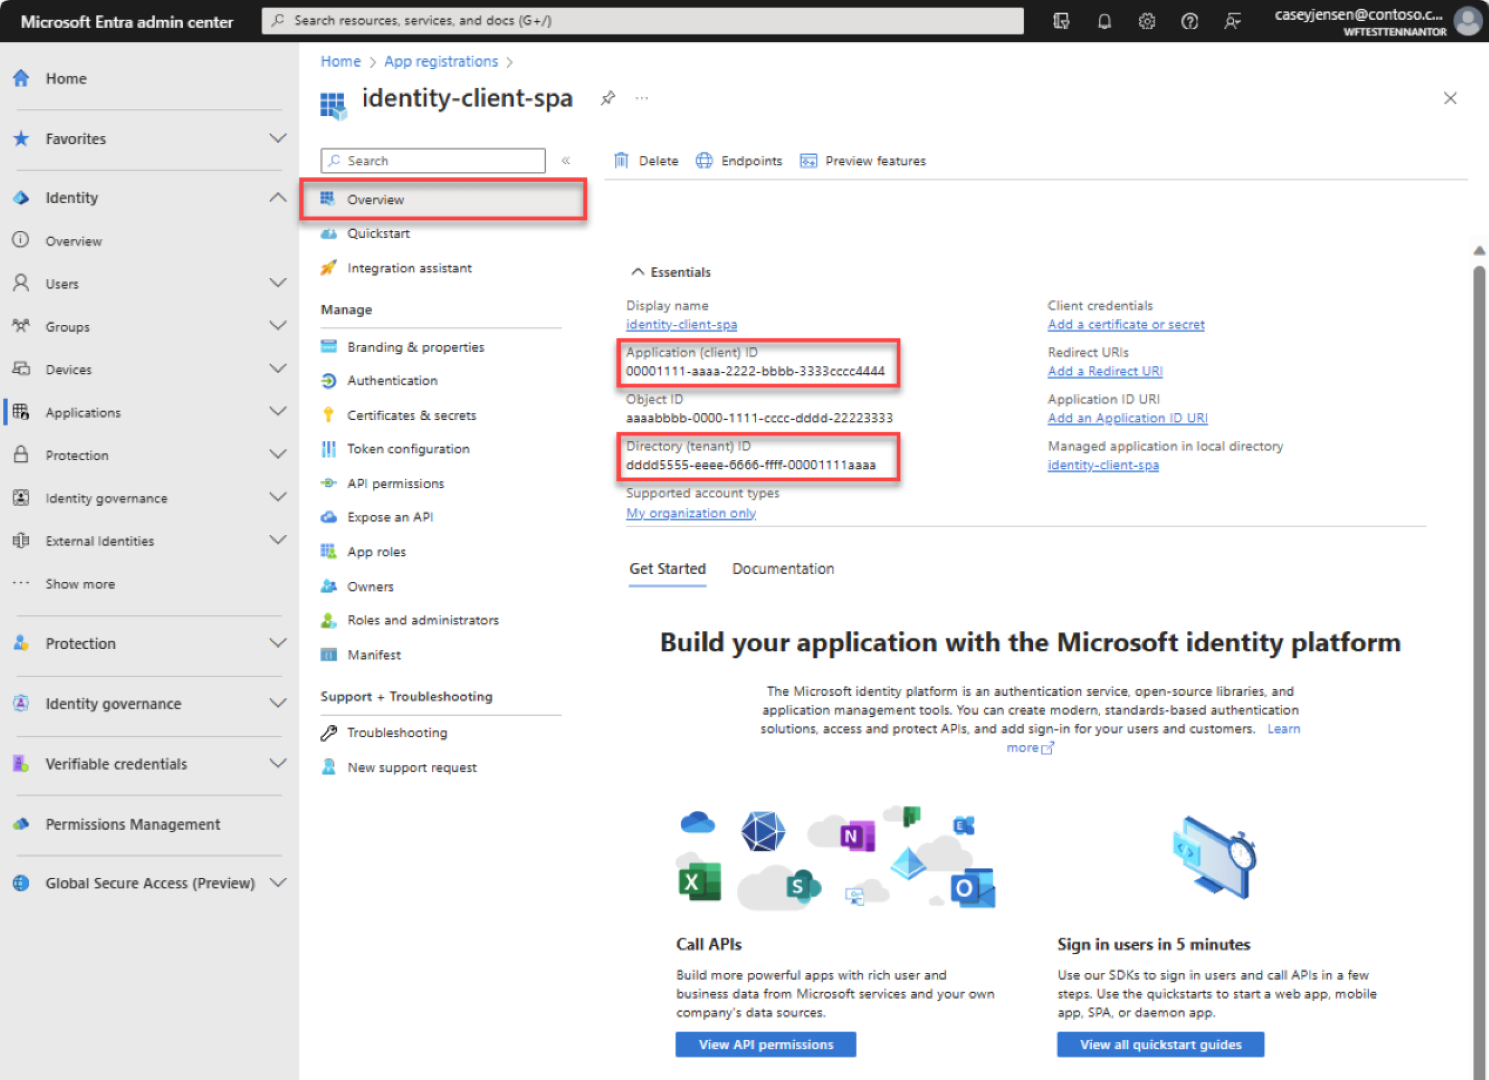 Microsoft Entra admin center
Search resources, services, and docs (G+/)
caseyjensen@contoso.c...
WFTESTTENNANTOR
Home
Favorites
Identity
Overview
Users
Groups
Devices
Applications
Protection
Identity governance
External Identities
Show more
Protection
Identity governance
Verifiable credentials
Permissions Management
Global Secure Access (Preview)
Home > App registrations >
identity-client-spa
Search
Overview
Quickstart
Integration assistant
Manage
Branding & properties
Authentication
Certificates & secrets
Token configuration
API permissions
Expose an API
App roles
Owners
Roles and administrators
Manifest
Support + Troubleshooting
Troubleshooting
New support request
Delete
Endpoints
Preview features
Essentials
Display name
identity-client-spa
Application (client) ID
00001111-aaaa-2222-bbbb-3333cccc4444
Object ID
aaaabbbb-0000-1111-cccc-dddd-22223333
Directory (tenant) ID
dddd5555-eeee-6666-ffff-00001111aaaa
Supported account types
My organization only
Client credentials
Add a certificate or secret
Redirect URIs
Add a Redirect URI
Application ID URI
Add an Application ID URI
Managed application in local directory
identity-client-spa
Get Started
Documentation
Build your application with the Microsoft identity platform
The Microsoft identity platform is an authentication service, open-source libraries, and
application management tools. You can create modern, standards-based authentication
solutions, access and protect APIs, and add sign-in for your users and customers. Learn
more
N
E
X
S
O
Call APIs
Build more powerful apps with rich user and
business data from Microsoft services and your own
company's data sources.
View API permissions
Sign in users in 5 minutes
Use our SDKs to sign in users and call APIs in a few
steps. Use the quickstarts to start a web app, mobile
app, SPA, or daemon app.
View all quickstart guides